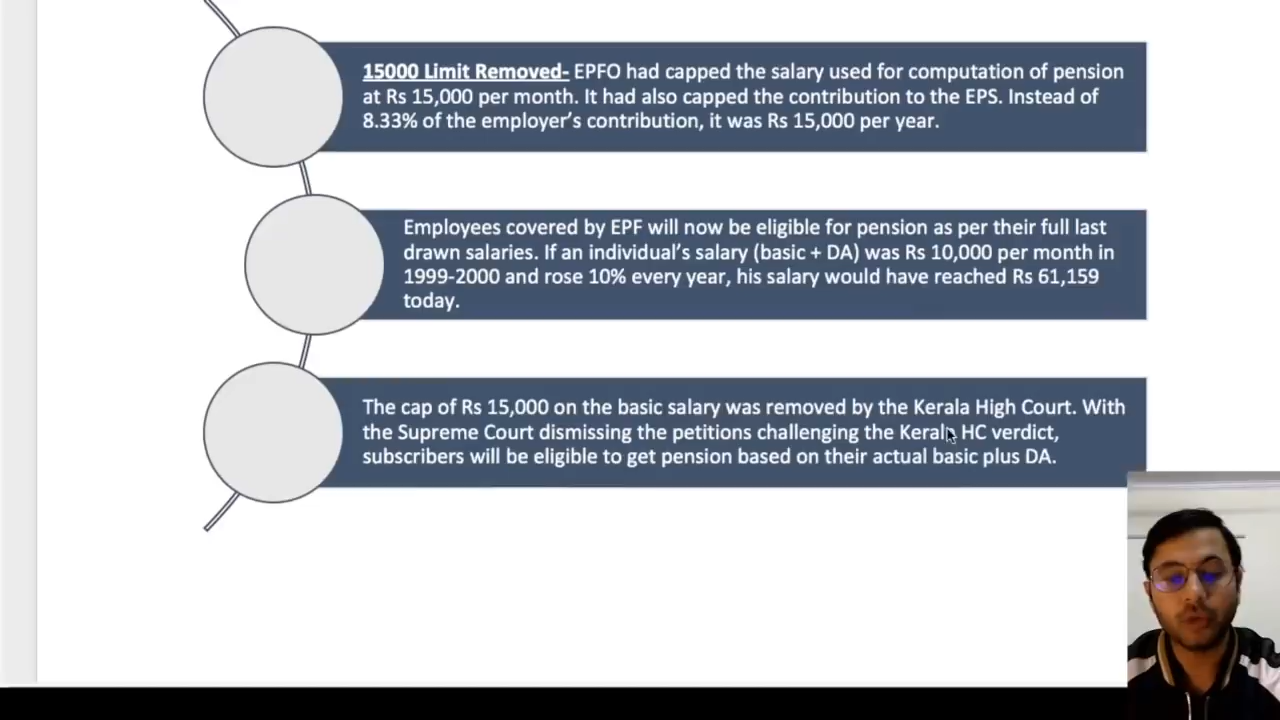 15000 Limit Removed- EPFO had capped the salary used for computation of pension
at Rs 15,000 per month. It had also capped the contribution to the EPS. Instead of
8.33% of the employer's contribution, it was Rs 15,000 per year.
Employees covered by EPF will now be eligible for pension as per their full last
drawn salaries. If an individual's salary (basic + DA) was Rs 10,000 per month in
1999-2000 and rose 10% every year, his salary would have reached Rs 61,159
today.
The cap of Rs 15,000 on the basic salary was removed by the Kerala High Court. With
the Supreme Court dismissing the petitions challenging the Kerala HC verdict,
subscribers will be eligible to get pension based on their actual basic plus DA.